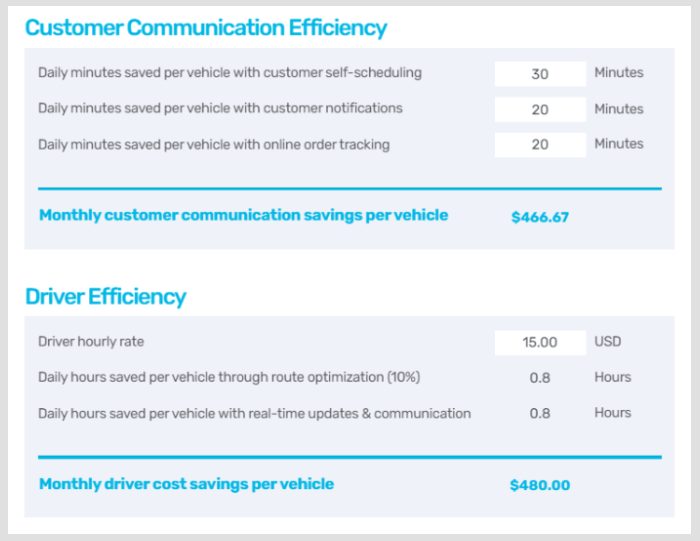 Customer Communication Efficiency
Daily minutes saved per vehicle with customer self-scheduling 30 Minutes
Daily minutes saved per vehicle with customer notifications 20 Minutes
Daily minutes saved per vehicle with online order tracking 20 Minutes
Monthly customer communication savings per vehicle $466.67
Driver Efficiency
Driver hourly rate 15.00 USD
Daily hours saved per vehicle through route optimization (10%) 0.8 Hours
Daily hours saved per vehicle with real-time updates & communication 0.8 Hours
Monthly driver cost savings per vehicle $480.00